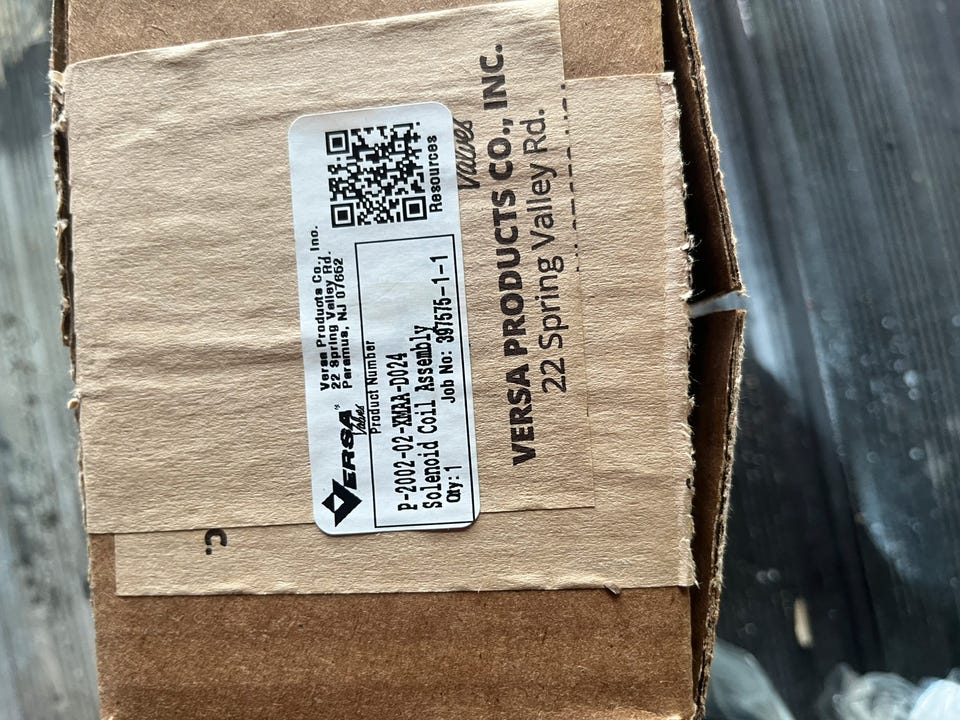 VERSA
Valves
Versa Products Co., Inc.
22 Spring Valley Rd.
Paramus, NJ 07652
Product Number
P-2002-02-XMAA-D024
Solenoid Coil Assembly
Qty: 1
Job No: 397575-1-1
Resources
Valves
VERSA PRODUCTS CO., INC.
22 Spring Valley Rd.
C.